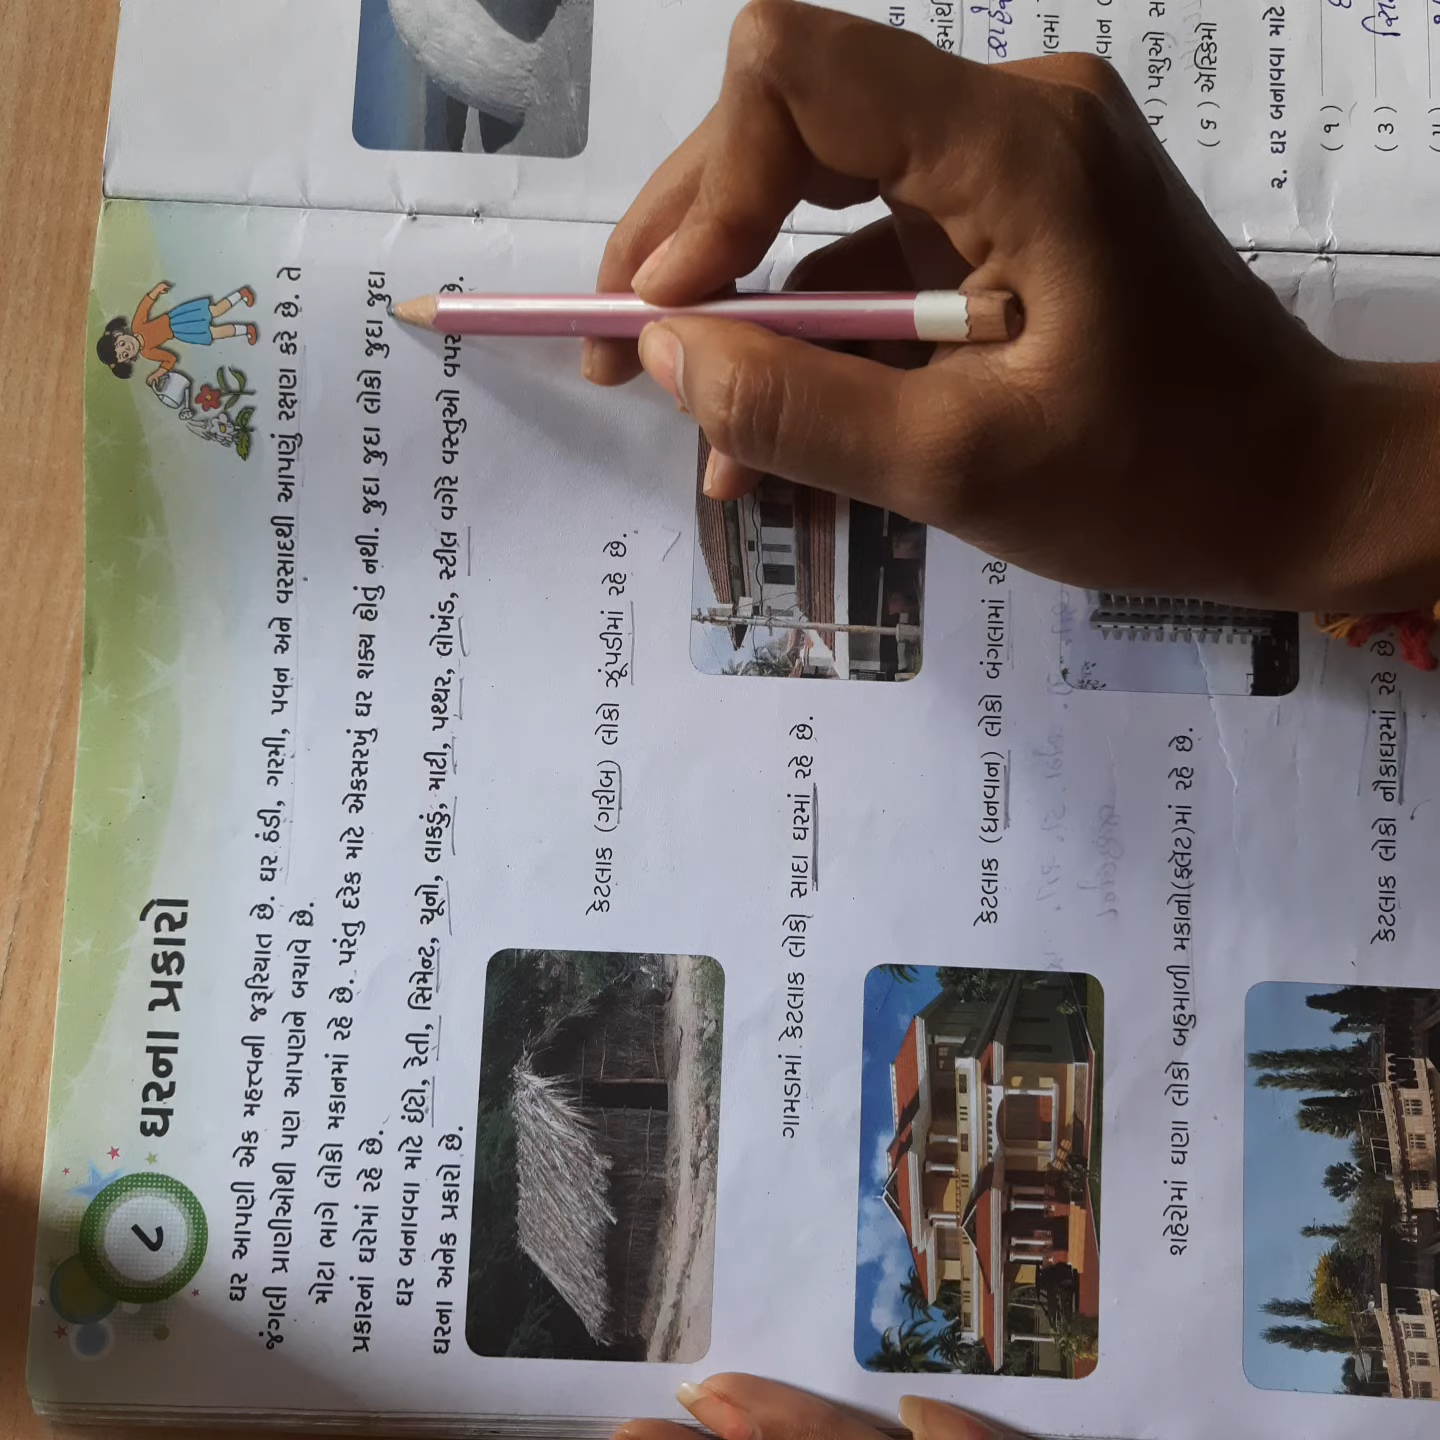 ૮
ઘરના પ્રકારો
ઘર આપણી એક મહત્ત્વની જરૂરિયાત છે. ઘર ઠંડી, ગરમી, પવન અને વરસાદથી આપણું રક્ષણ કરે છે. તે
જંગલી પ્રાણીઓથી પણ આપણને બચાવે છે.
મોટા ભાગે લોકો મકાનમાં રહે છે. પરંતુ દરેક માટે એકસરખું ઘર શક્ય હોતું નથી. જુદા જુદા લોકો જુદા જુદા
પ્રકારનાં ઘરોમાં રહે છે.
ઘર બનાવવા માટે ઈંટો, રેતી, સિમેન્ટ, ચૂનો, લાકડું, માટી, પથ્થર, લોખંડ, સ્ટીલ વગેરે વસ્તુઓ વપર છે.
ઘરના અનેક પ્રકારો છે.
કેટલાક (ગરીબ) લોકો ઝૂંપડીમાં રહે છે.
ગામડામાં કેટલાક લોકો સાદા ઘરમાં રહે છે.
કેટલાક (ધનવાન) લોકો બંગલામાં રહે
શહેરોમાં ઘણા લોકો બહુમાળી મકાનો(ફ્લૅટ)માં રહે છે.
કેટલાક લોકો નૌકાઘરમાં રહે છે.
(૫) પશુઓ
(૬) એસ્કિમો
૨. ઘર બનાવવા માટે
(૧)
(૩)